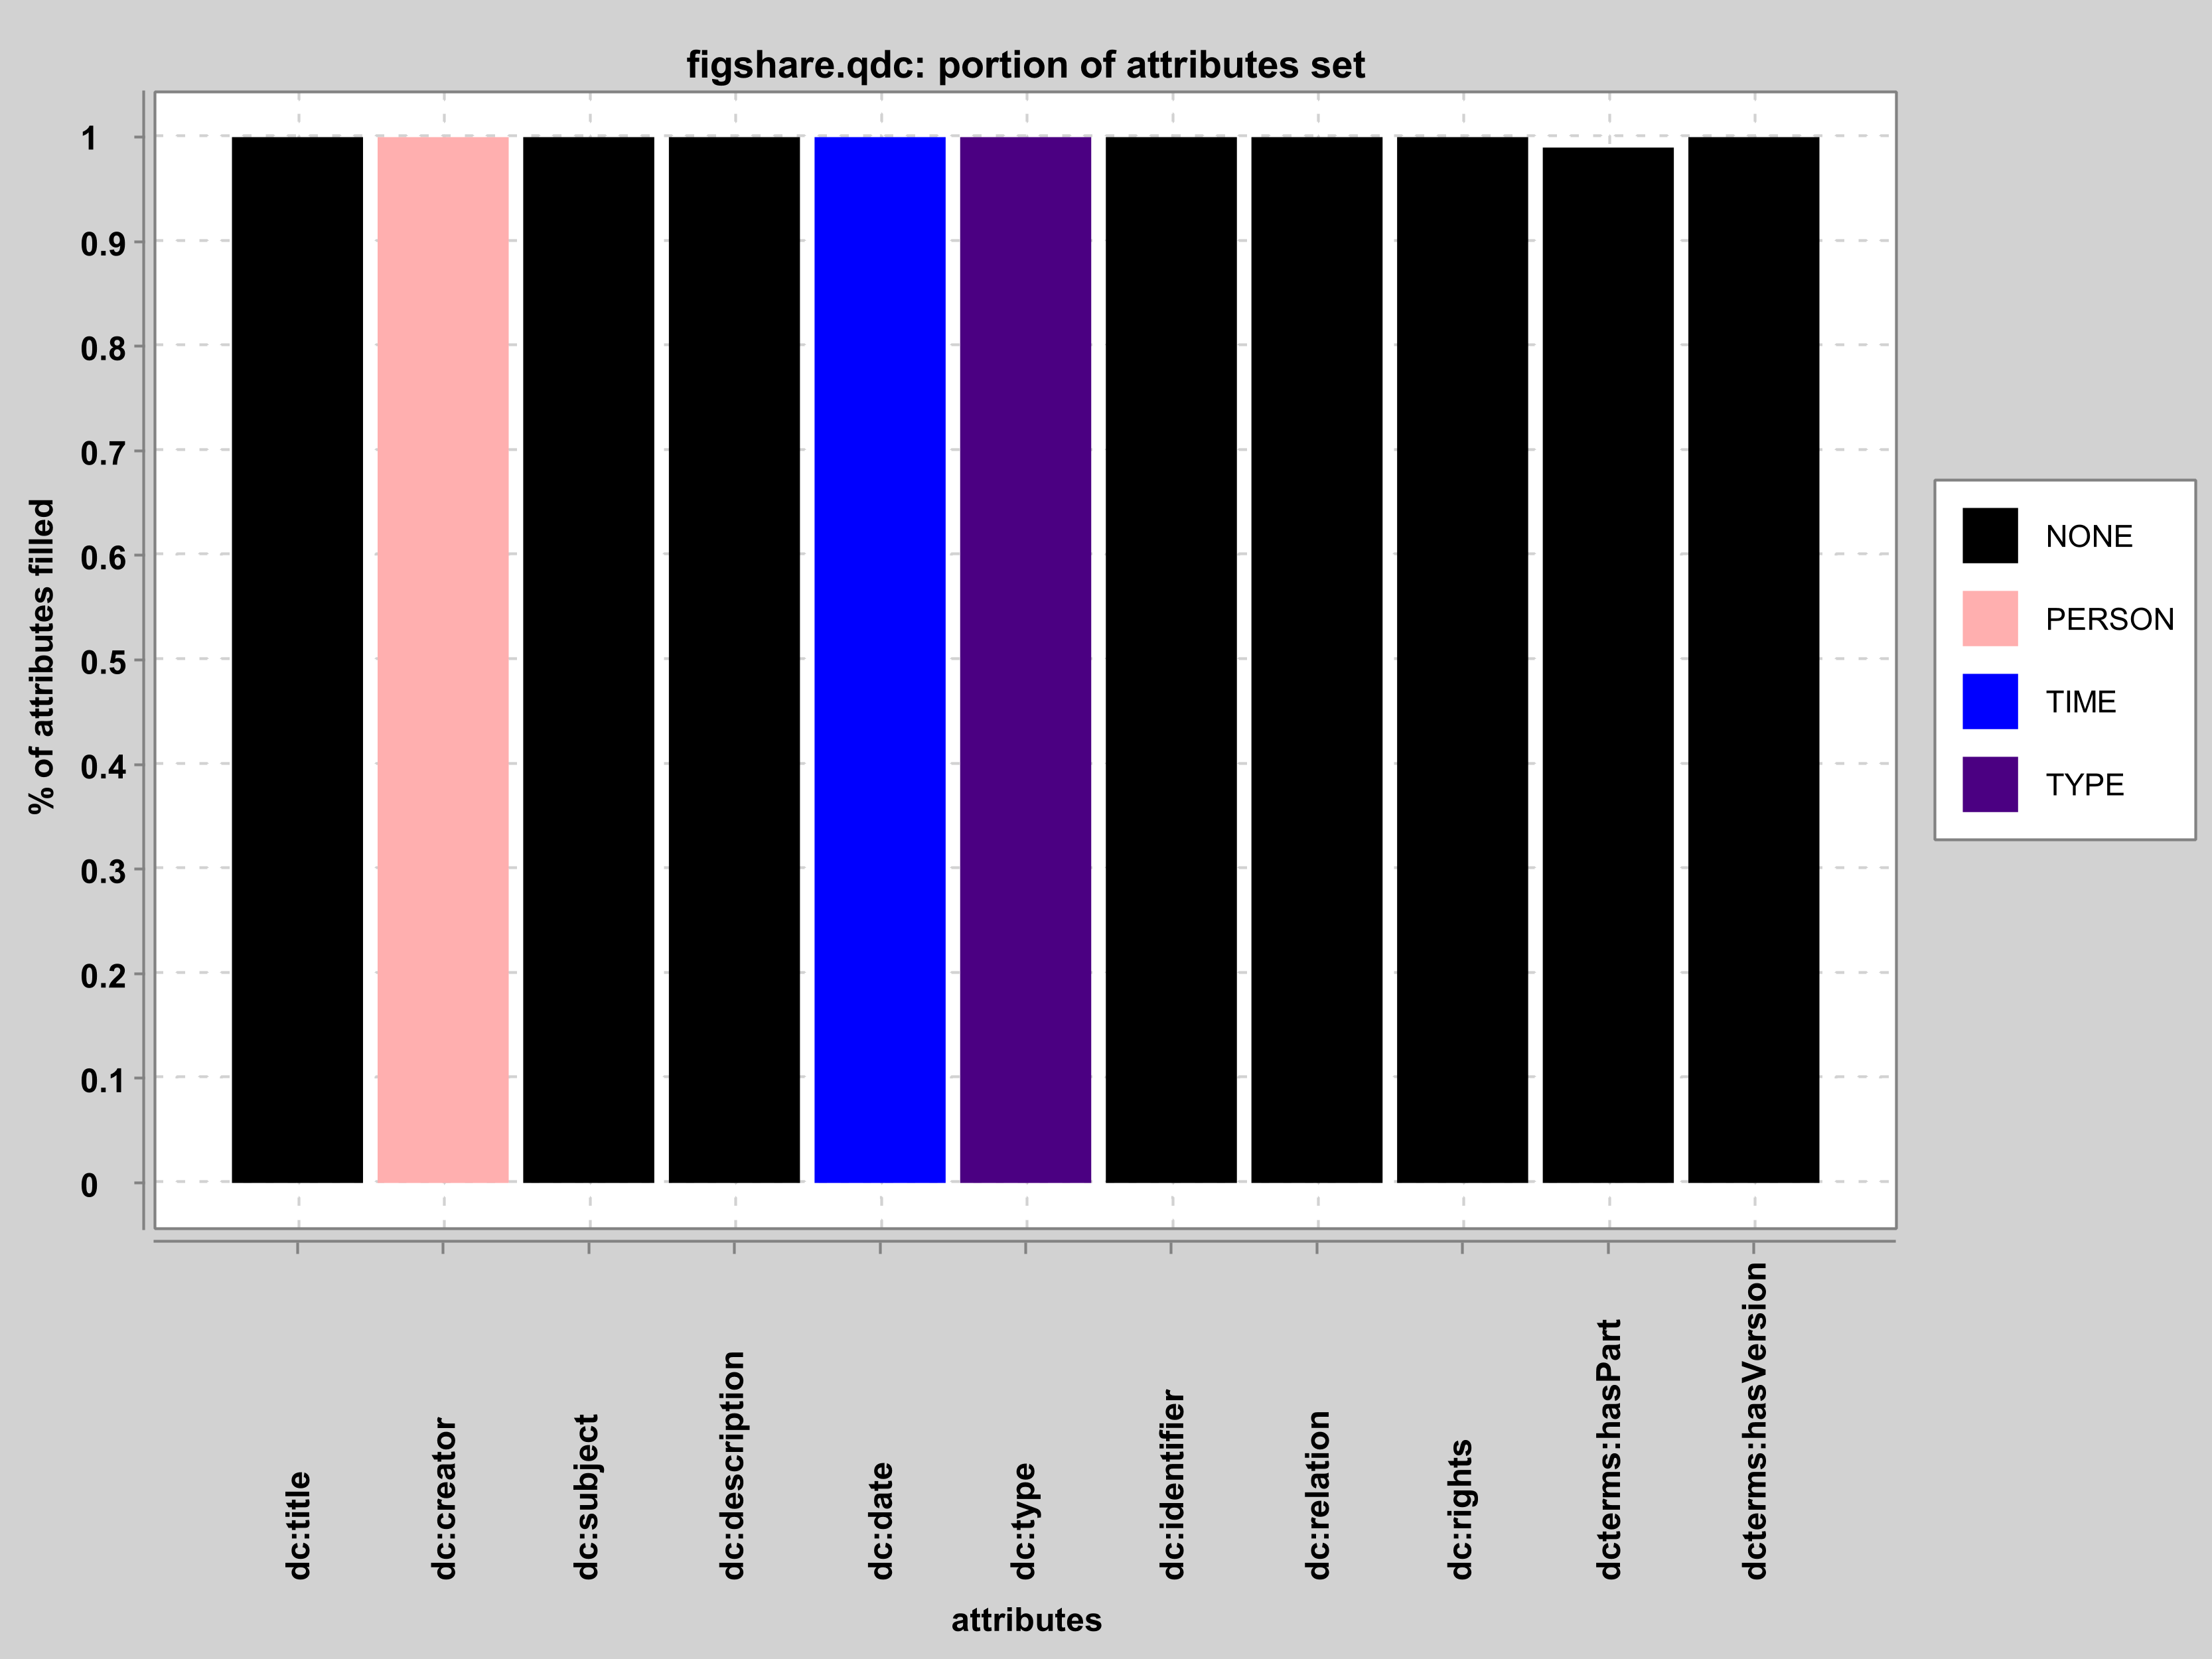 figshare.qdc: portion of attributes set
% of attributes filled
1
0.9
0.8
0.7
0.6
0.5
0.4
0.3
0.2
0.1
0
dc:title
dc:creator
dc:subject
dc:description
dc:date
dc:type
dc:identifier
dc:relation
dc:rights
dcterms:hasPart
dcterms:hasVersion
attributes
NONE
PERSON
TIME
TYPE